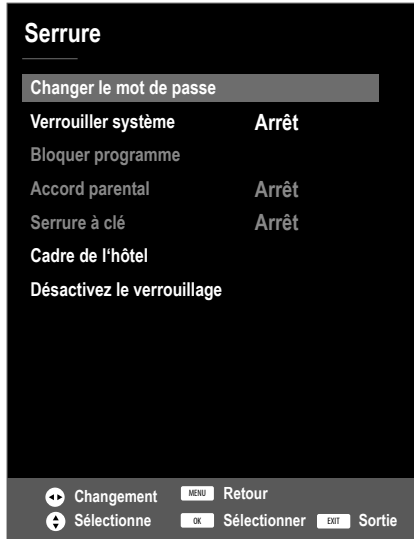 Serrure
Changer le mot de passe
Verrouiller système Arrêt
Bloquer programme
Accord parental Arrêt
Serrure à clé Arrêt
Cadre de l‘hôtel
Désactivez le verrouillage
Changement MENU Retour
Sélectionne OK Sélectionner EXIT Sortie